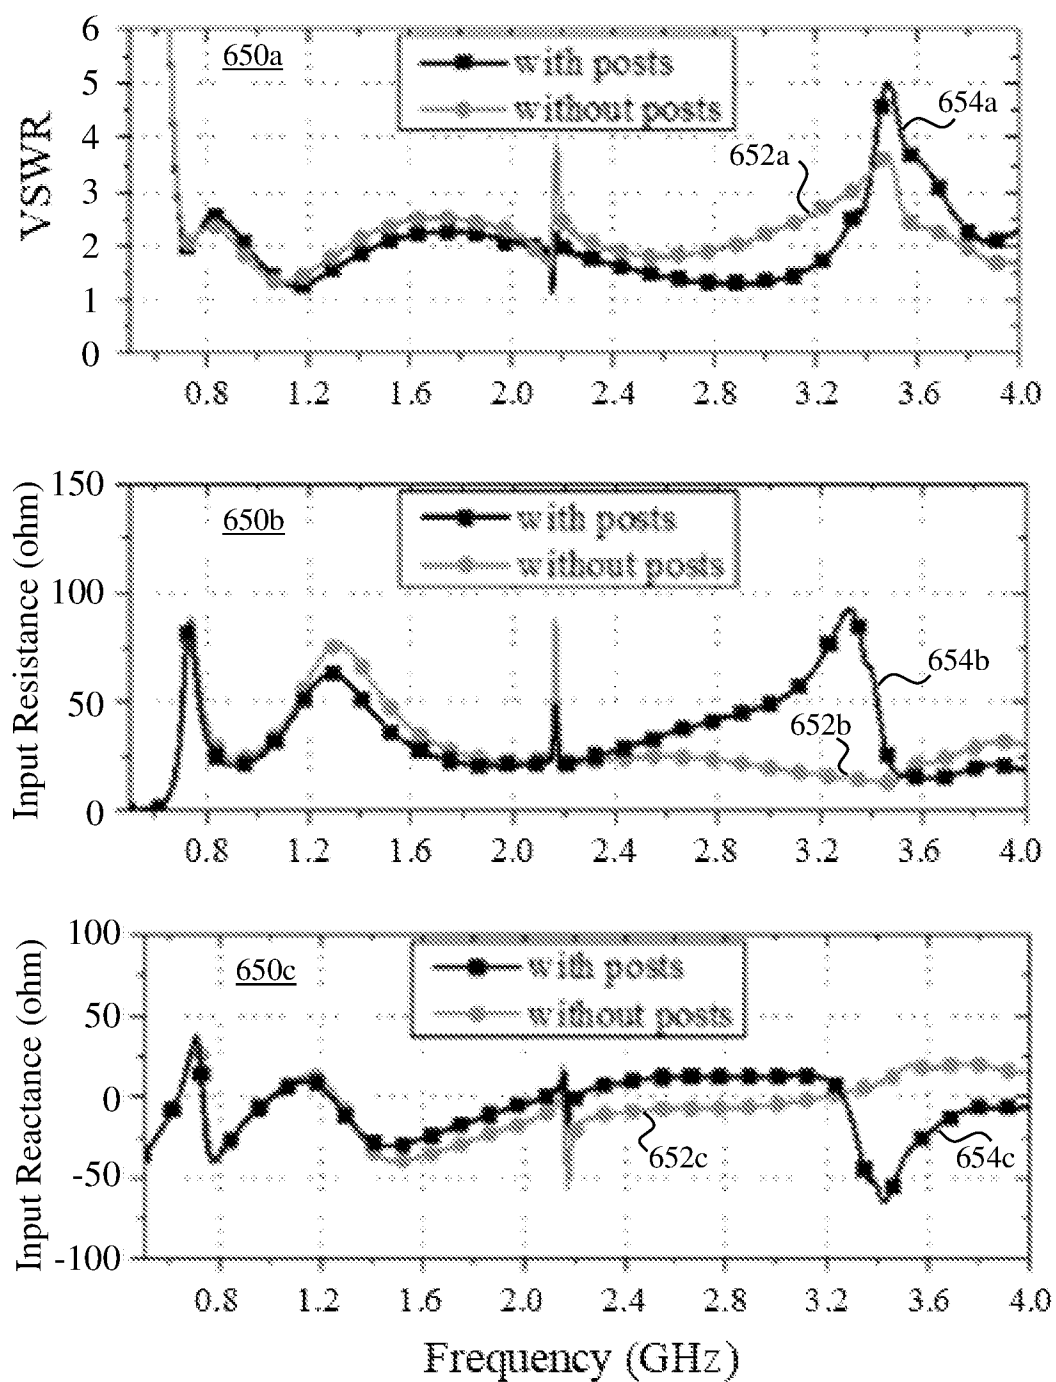 650a
with posts
without posts
652a
654a
VSWR
6
5
4
3
2
1
0
0.8 1.2 1.6 2.0 2.4 2.8 3.2 3.6 4.0
650b
with posts
without posts
652b
654b
Input Resistance (ohm)
150
100
50
0
0.8 1.2 1.6 2.0 2.4 2.8 3.2 3.6 4.0
650c
with posts
without posts
652c
654c
Input Reactance (ohm)
100
50
0
-50
-100
0.8 1.2 1.6 2.0 2.4 2.8 3.2 3.6 4.0
Frequency (GHz)